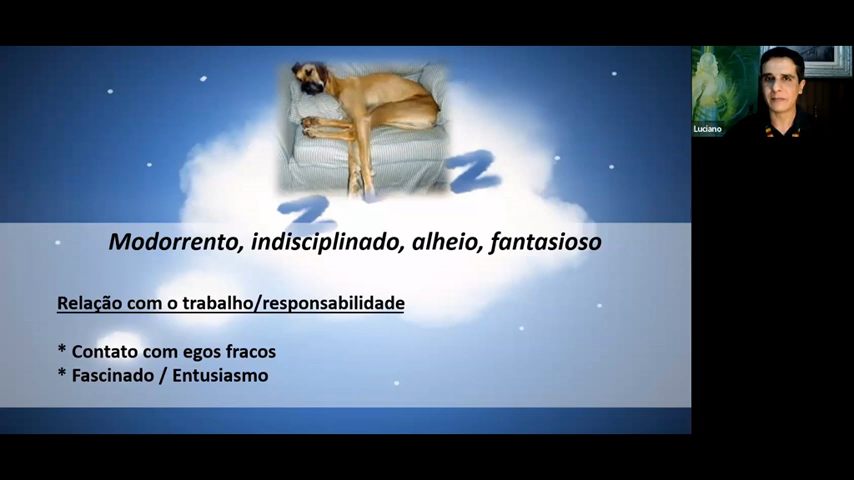 Z Z
Modorrento, indisciplinado, alheio, fantasioso
Relação com o trabalho/responsabilidade
* Contato com egos fracos
* Fascinado / Entusiasmo
Luciano